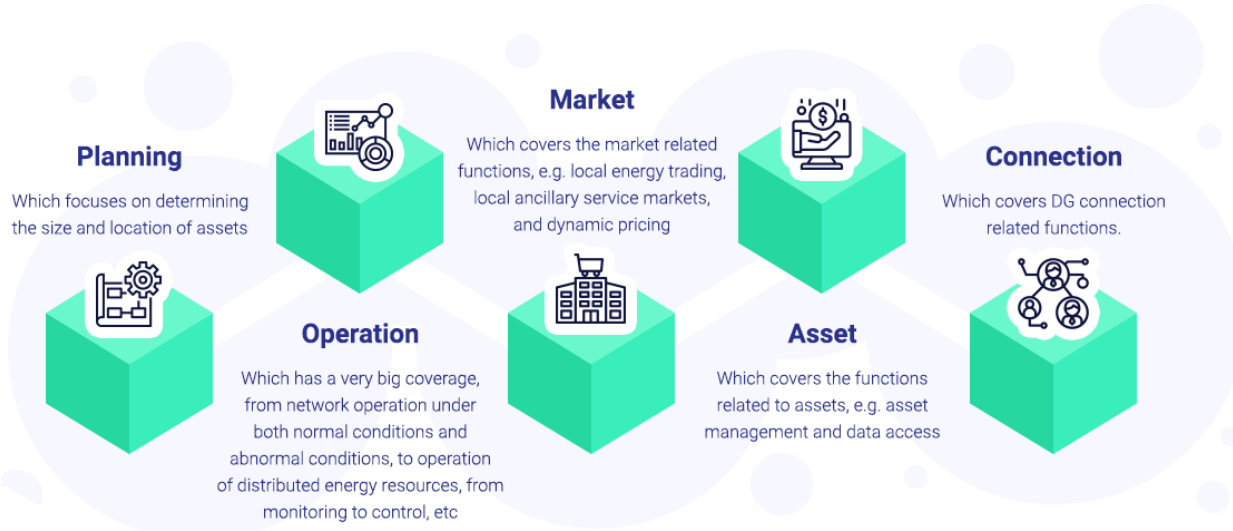 Planning
Which focuses on determining
the size and location of assets
Operation
Which has a very big coverage,
from network operation under
both normal conditions and
abnormal conditions, to operation
of distributed energy resources, from
monitoring to control, etc
Market
Which covers the market related
functions, e.g. local energy trading,
local ancillary service markets,
and dynamic pricing
$
Asset
Which covers the functions
related to assets, e.g. asset
management and data access
Connection
Which covers DG connection
related functions.